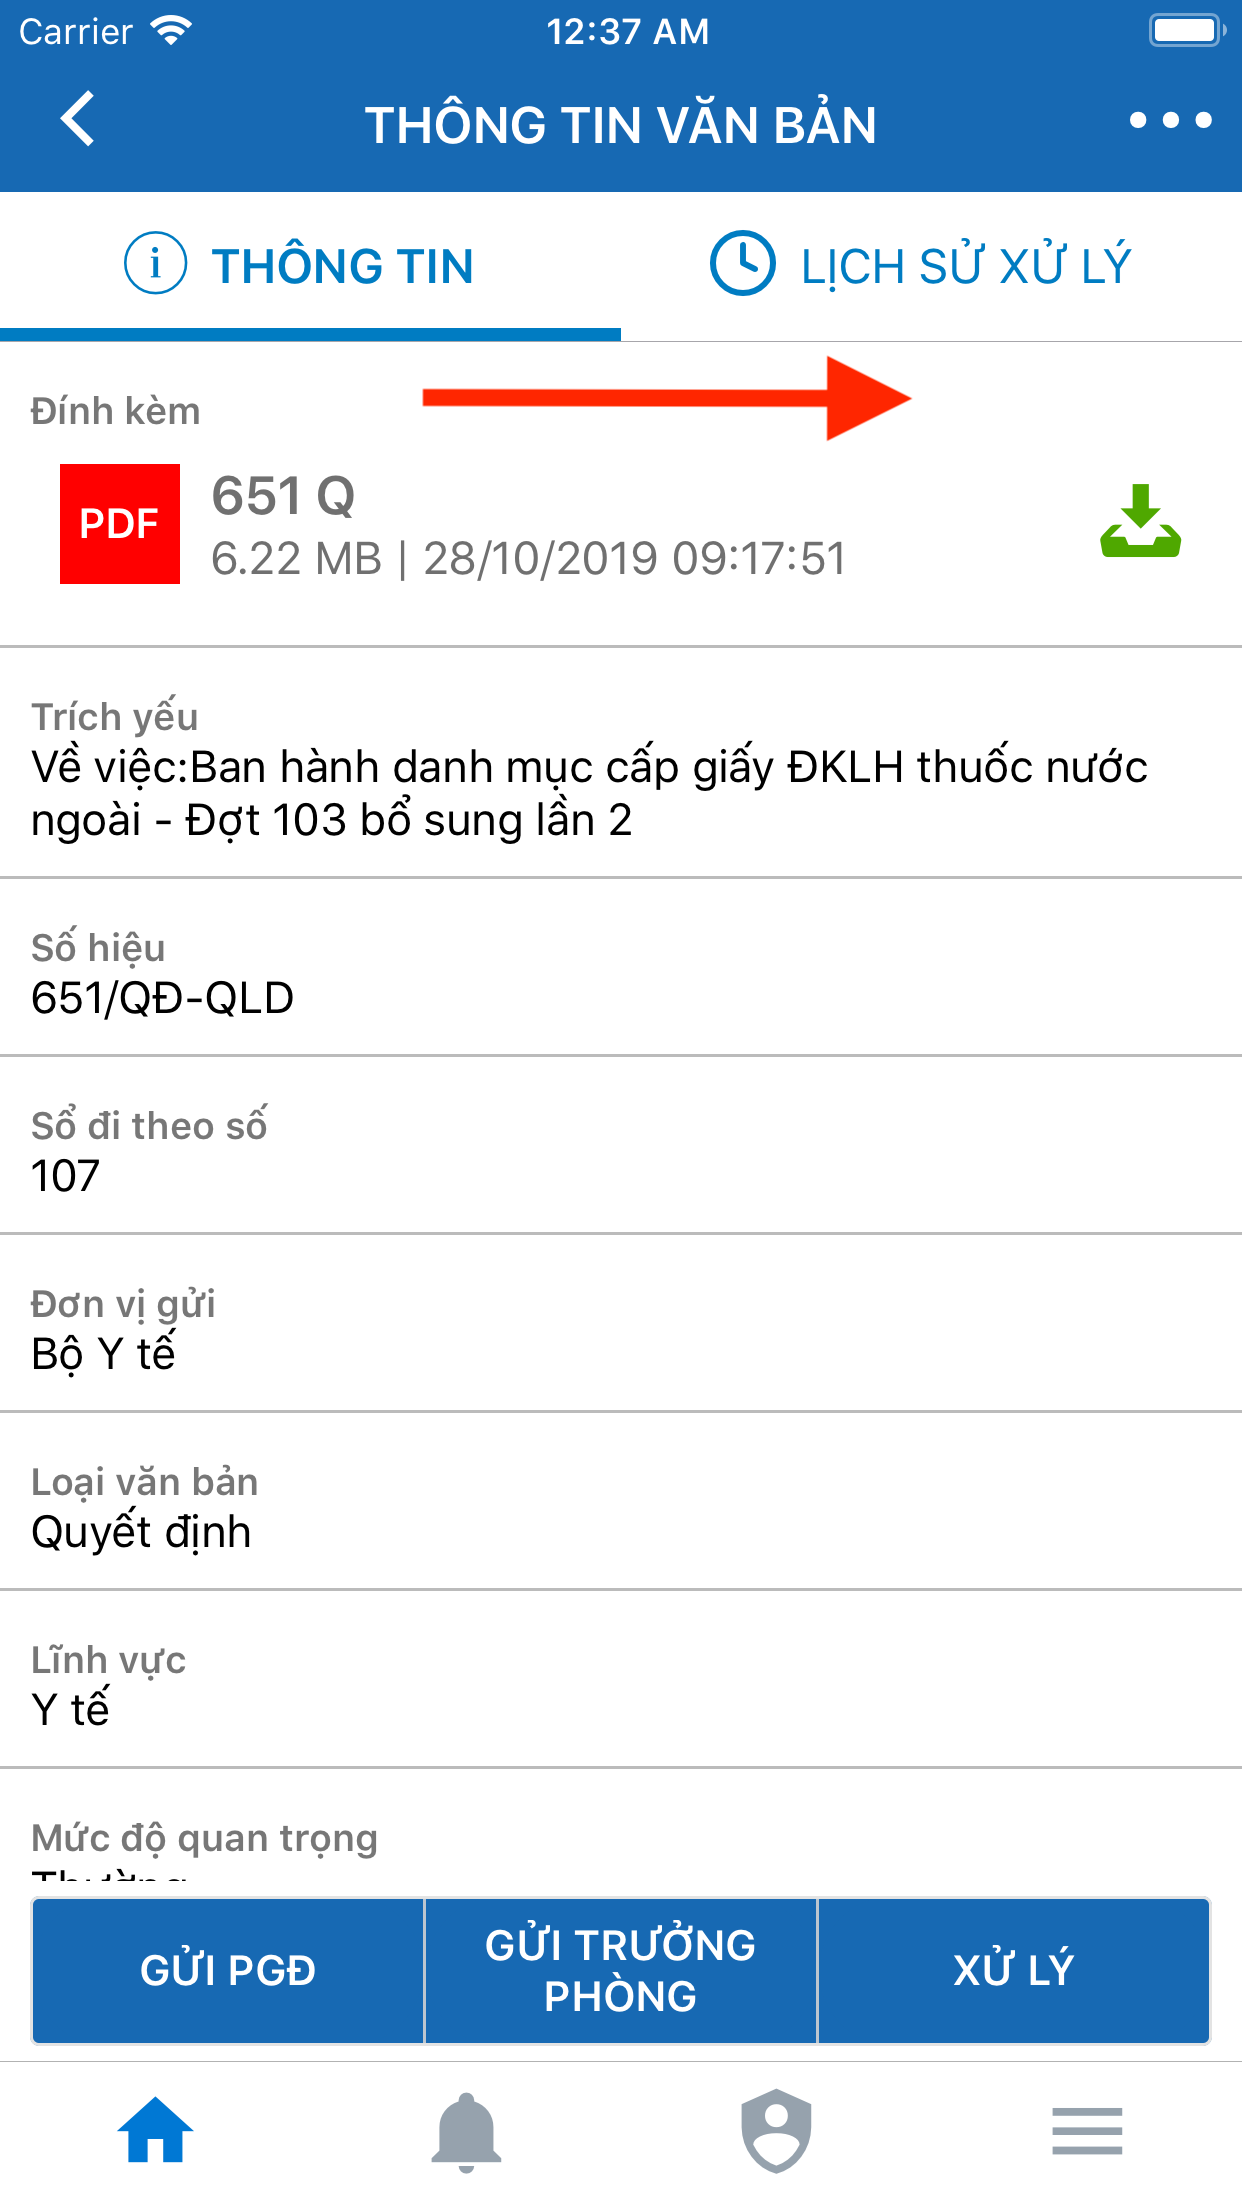 Carrier 12:37 AM
THÔNG TIN VĂN BẢN
THÔNG TIN
LỊCH SỬ XỬ LÝ
Đính kèm
PDF
651 Q
6.22 MB | 28/10/2019 09:17:51
Trích yếu
Về việc:Ban hành danh mục cấp giấy ĐKLH thuốc nước
ngoài - Đợt 103 bổ sung lần 2
Số hiệu
651/QĐ-QLD
Sổ đi theo số
107
Đơn vị gửi
Bộ Y tế
Loại văn bản
Quyết định
Lĩnh vực
Y tế
Mức độ quan trọng
Thường
GỬI PGĐ
GỬI TRƯỞNG
PHÒNG
XỬ LÝ